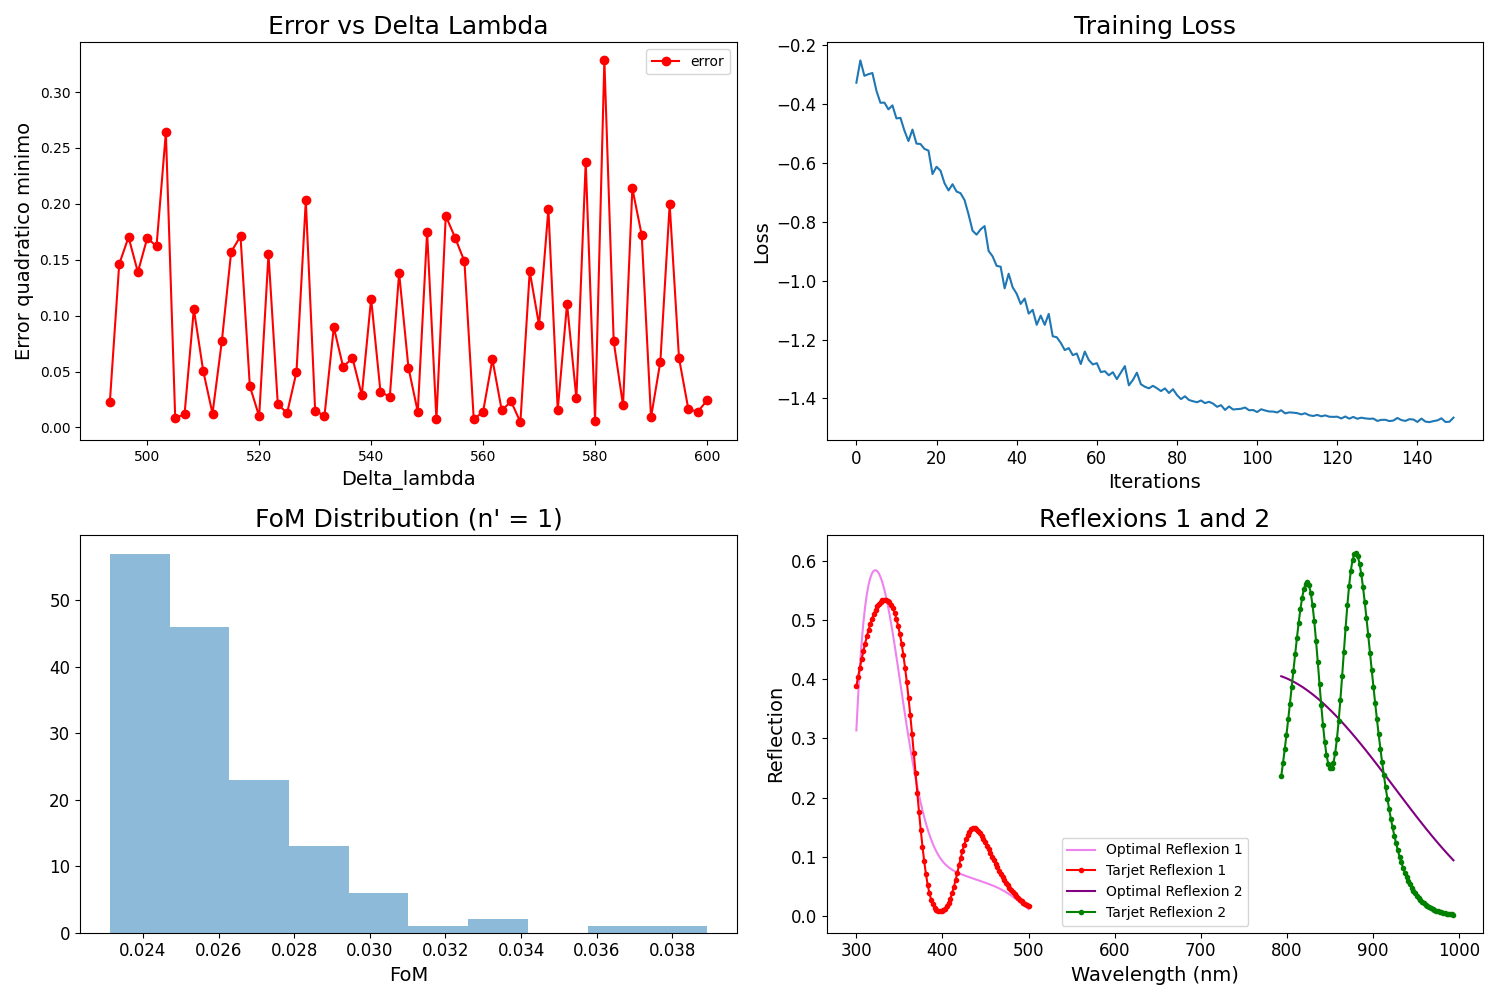 Error vs Delta Lambda
error
Error quadratico minimo
0.30
0.25
0.20
0.15
0.10
0.05
0.00
500 520 540 560 580 600
Delta_lambda
Training Loss
Loss
−0.2
−0.4
−0.6
−0.8
−1.0
−1.2
−1.4
0 20 40 60 80 100 120 140
Iterations
FoM Distribution (n' = 1)
50
40
30
20
10
0
0.024 0.026 0.028 0.030 0.032 0.034 0.036 0.038
FoM
Reflexions 1 and 2
Reflection
0.6
0.5
0.4
0.3
0.2
0.1
0.0
Optimal Reflexion 1
Tarjet Reflexion 1
Optimal Reflexion 2
Tarjet Reflexion 2
300 400 500 600 700 800 900 1000
Wavelength (nm)